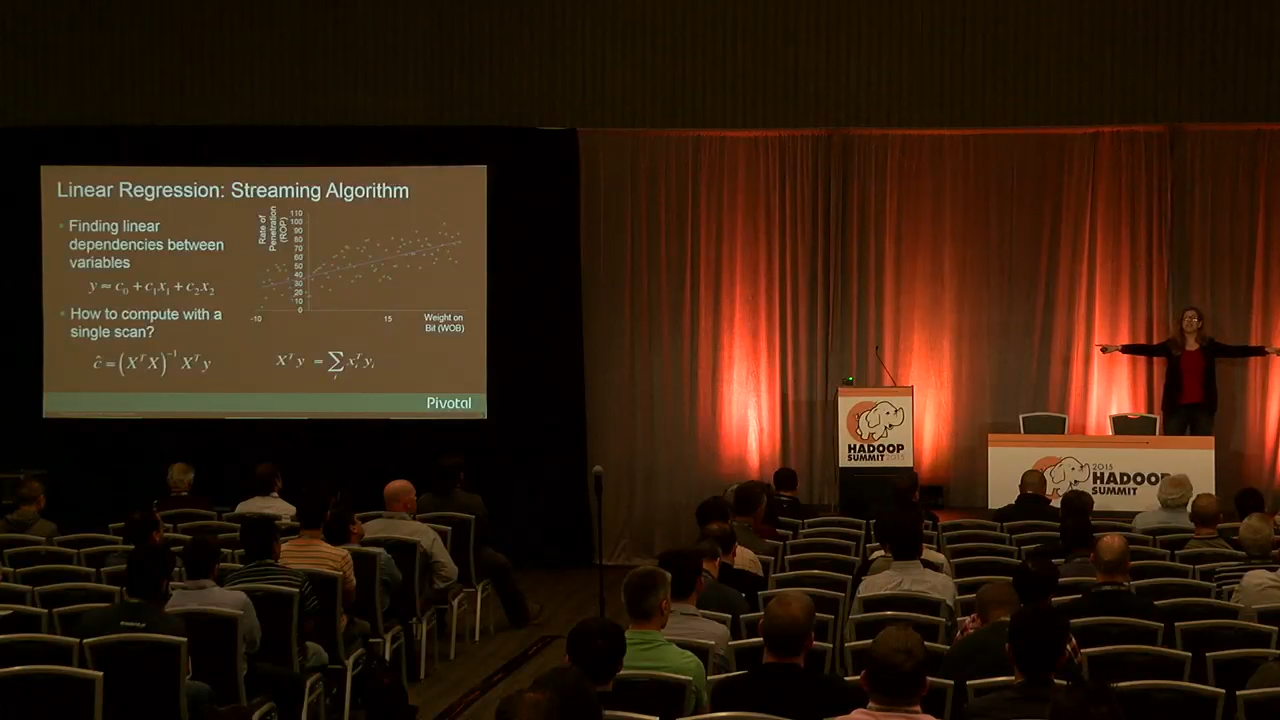 Linear Regression: Streaming Algorithm
• Finding linear
dependencies between
variables
y ≈ c₀ + c₁x₁ + c₂x₂
• How to compute with a
single scan?
ĉ = (XᵀX)⁻¹ Xᵀy
Rate of
Penetration
(ROP)
110
100
90
80
70
60
50
40
30
20
10
0
-10
15
Weight on
Bit (WOB)
Xᵀy = ∑ xᵢᵀyᵢ
i
Pivotal
HADOOP
SUMMIT 2015
2015
HADOOP
SUMMIT